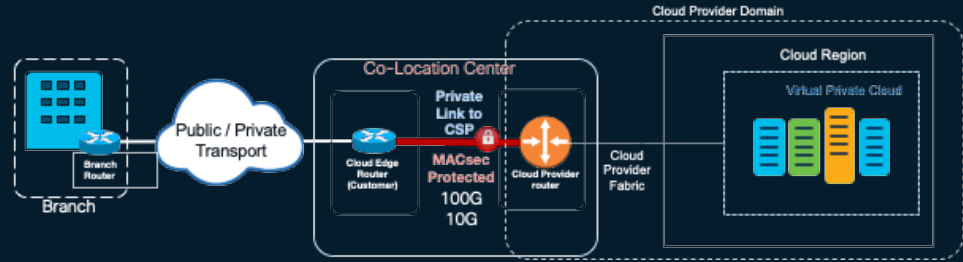 Cloud Provider Domain
Cloud Region
Co-Location Center
Virtual Private Cloud
Private
Link to
CSP
Public / Private
Transport
Branch
Router
Cloud Edge
Router
(Customer)
MACsec
Protected
Cloud Provider
router
Cloud
Provider
Fabric
100G
10G
Branch